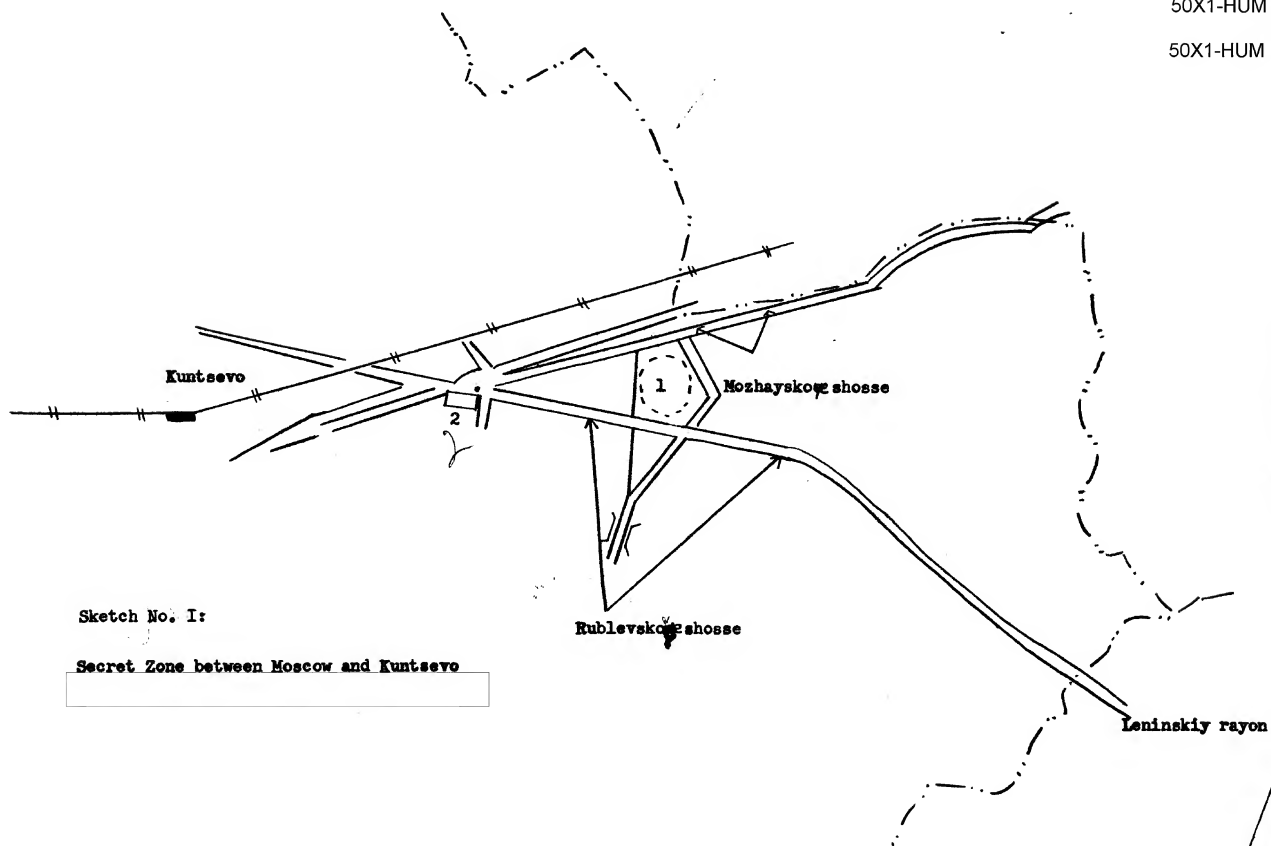 50X1-HUM
50X1-HUM
Kuntsevo
1
Mozhayskoye shosse
2
2
Sketch No. I:
Rublevskoye shosse
Secret Zone between Moscow and Kuntsevo
Leninskiy rayon